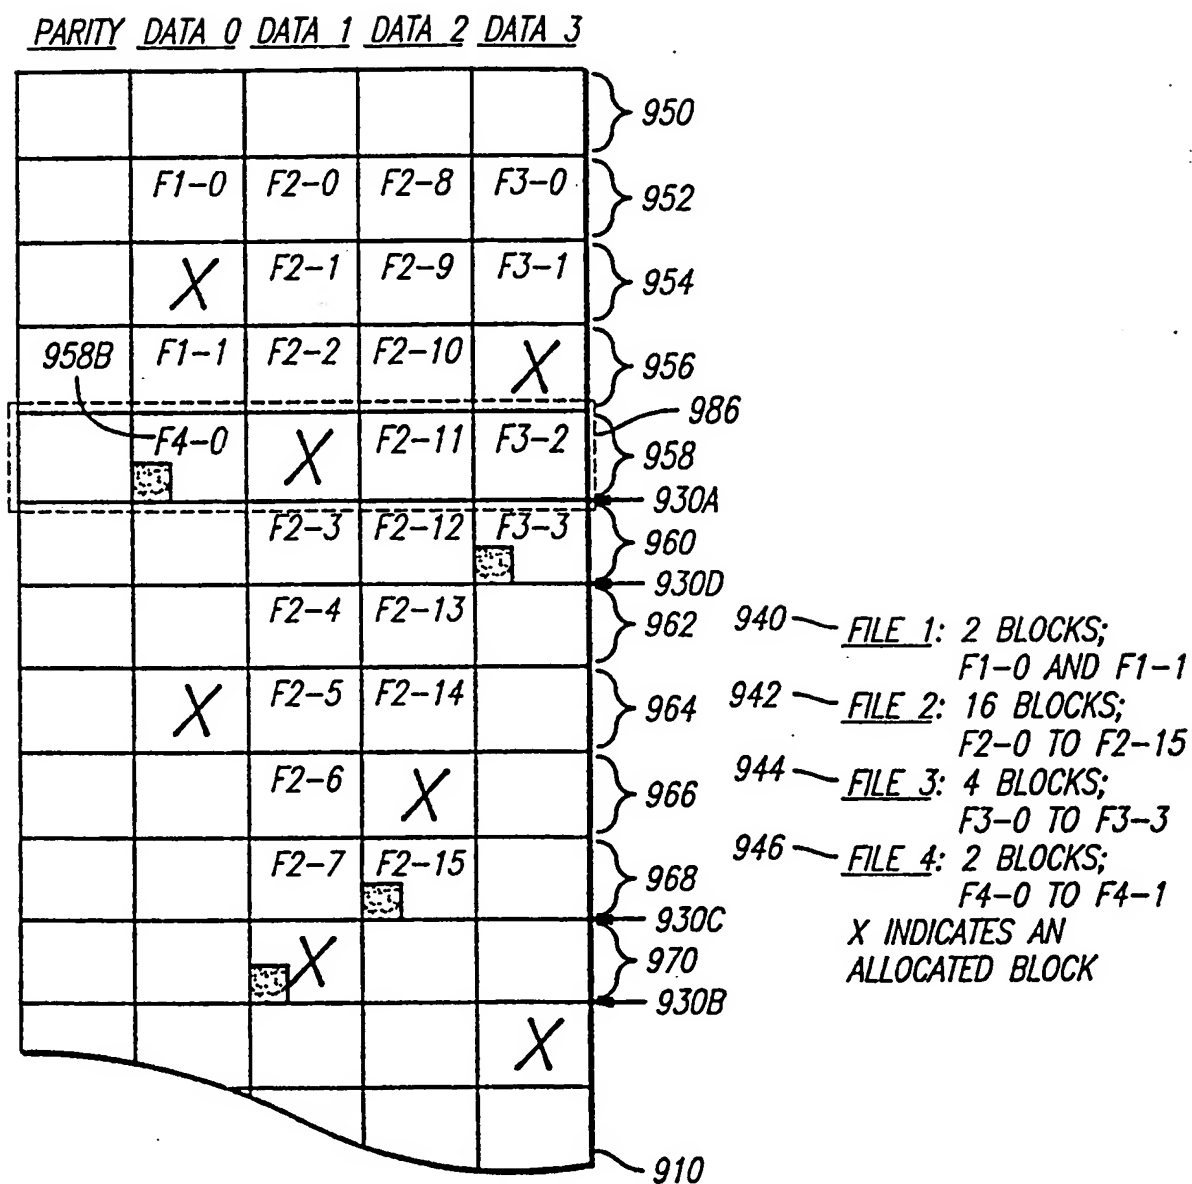 PARITY DATA 0 DATA 1 DATA 2 DATA 3
950
F1-0 F2-0 F2-8 F3-0 952
X F2-1 F2-9 F3-1 954
958B F1-1 F2-2 F2-10 X 956
986
F4-0 X F2-11 F3-2 958
930A
F2-3 F2-12 F3-3 960
930D
F2-4 F2-13 962
X F2-5 F2-14 964
F2-6 X 966
F2-7 F2-15 968
930C
X 970
930B
X
910
940 FILE 1: 2 BLOCKS;
F1-0 AND F1-1
942 FILE 2: 16 BLOCKS;
F2-0 TO F2-15
944 FILE 3: 4 BLOCKS;
F3-0 TO F3-3
946 FILE 4: 2 BLOCKS;
F4-0 TO F4-1
X INDICATES AN
ALLOCATED BLOCK